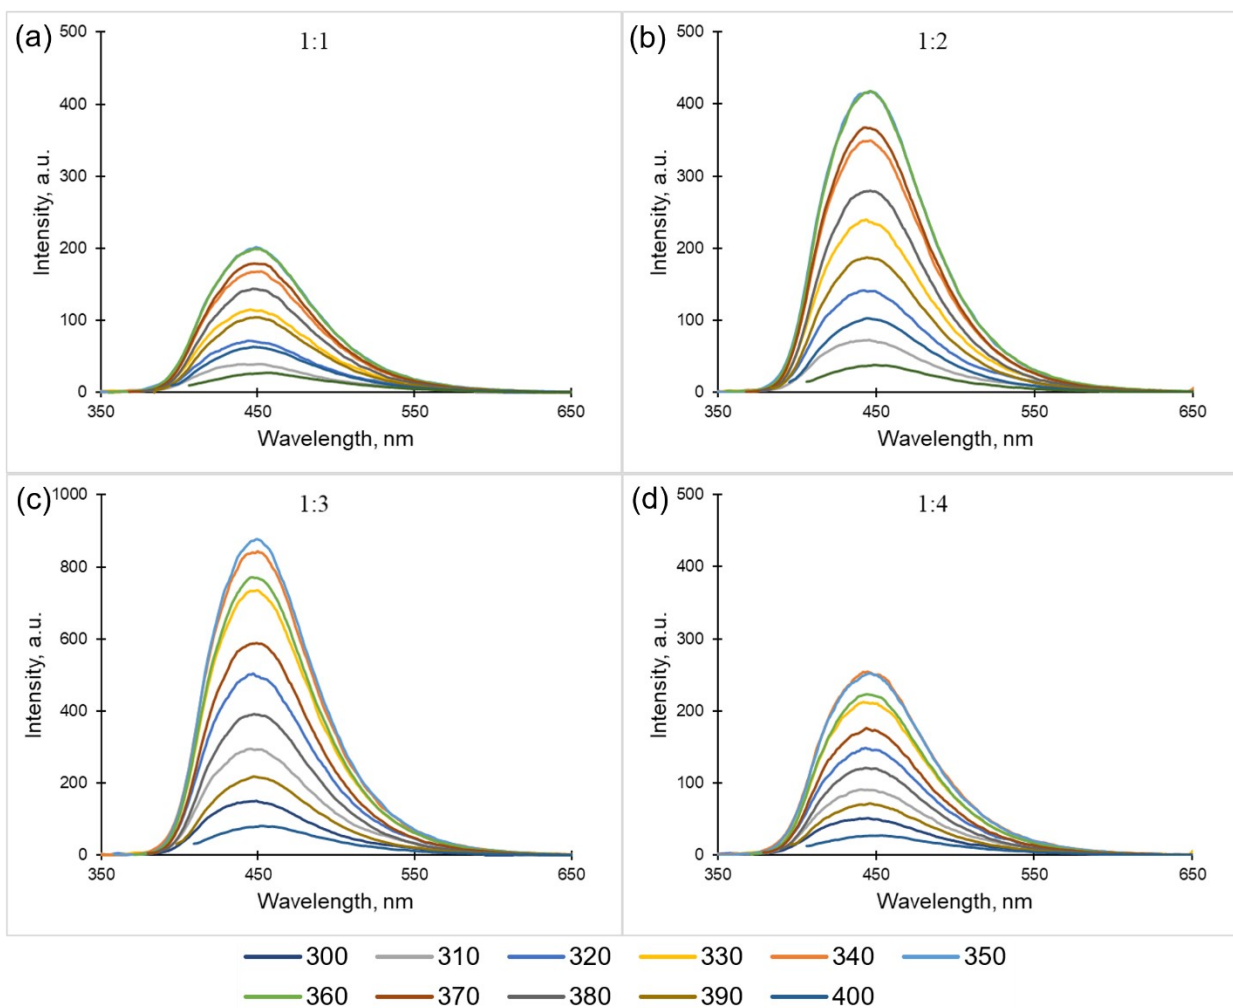 (a) 1:1
500
400
300
200
100
0
350 450 550 650
Intensity, a.u.
Wavelength, nm
(b) 1:2
500
400
300
200
100
0
350 450 550 650
Intensity, a.u.
Wavelength, nm
(c) 1:3
1000
800
600
400
200
0
350 450 550 650
Intensity, a.u.
Wavelength, nm
(d) 1:4
500
400
300
200
100
0
350 450 550 650
Intensity, a.u.
Wavelength, nm
300 310 320 330 340 350
360 370 380 390 400